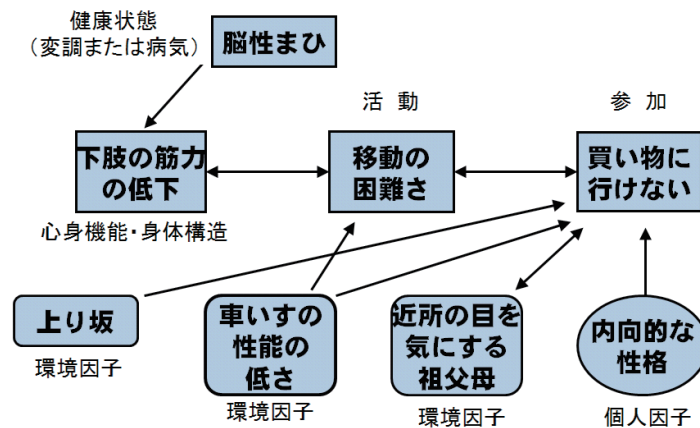 健康状態
(変調または病気)
脳性まひ
活 動
参 加
下肢の筋力
の低下
移動の
困難さ
買い物に
行けない
心身機能・身体構造
上り坂
環境因子
車いすの
性能の
低さ
環境因子
近所の目を
気にする
祖父母
環境因子
内向的な
性格
個人因子